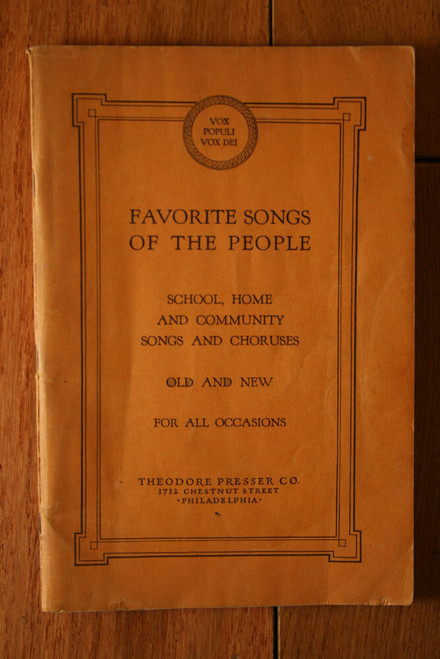 VOX
POPULI
VOX DEI
FAVORITE SONGS
OF THE PEOPLE
SCHOOL, HOME
AND COMMUNITY
SONGS AND CHORUSES
OLD AND NEW
FOR ALL OCCASIONS
THEODORE PRESSER CO.
1712 CHESTNUT STREET
·PHILADELPHIA·